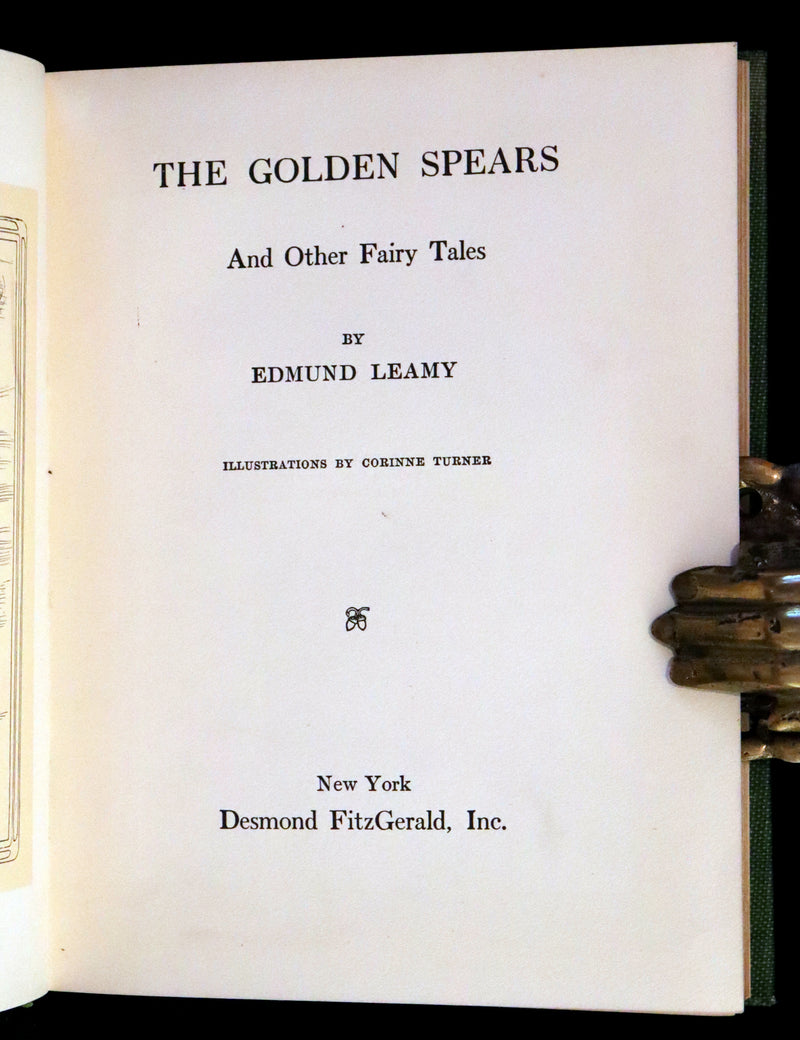 THE GOLDEN SPEARS
And Other Fairy Tales
BY
EDMUND LEAMY
ILLUSTRATIONS BY CORINNE TURNER
New York
Desmond FitzGerald, Inc.